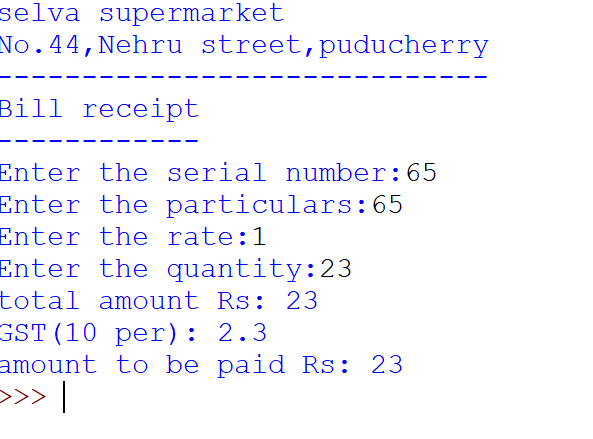 selva supermarket
No.44,Nehru street,puducherry
-----------------------------
Bill receipt
------------
Enter the serial number:65
Enter the particulars:65
Enter the rate:1
Enter the quantity:23
total amount Rs: 23
GST(10 per): 2.3
amount to be paid Rs: 23
>>>